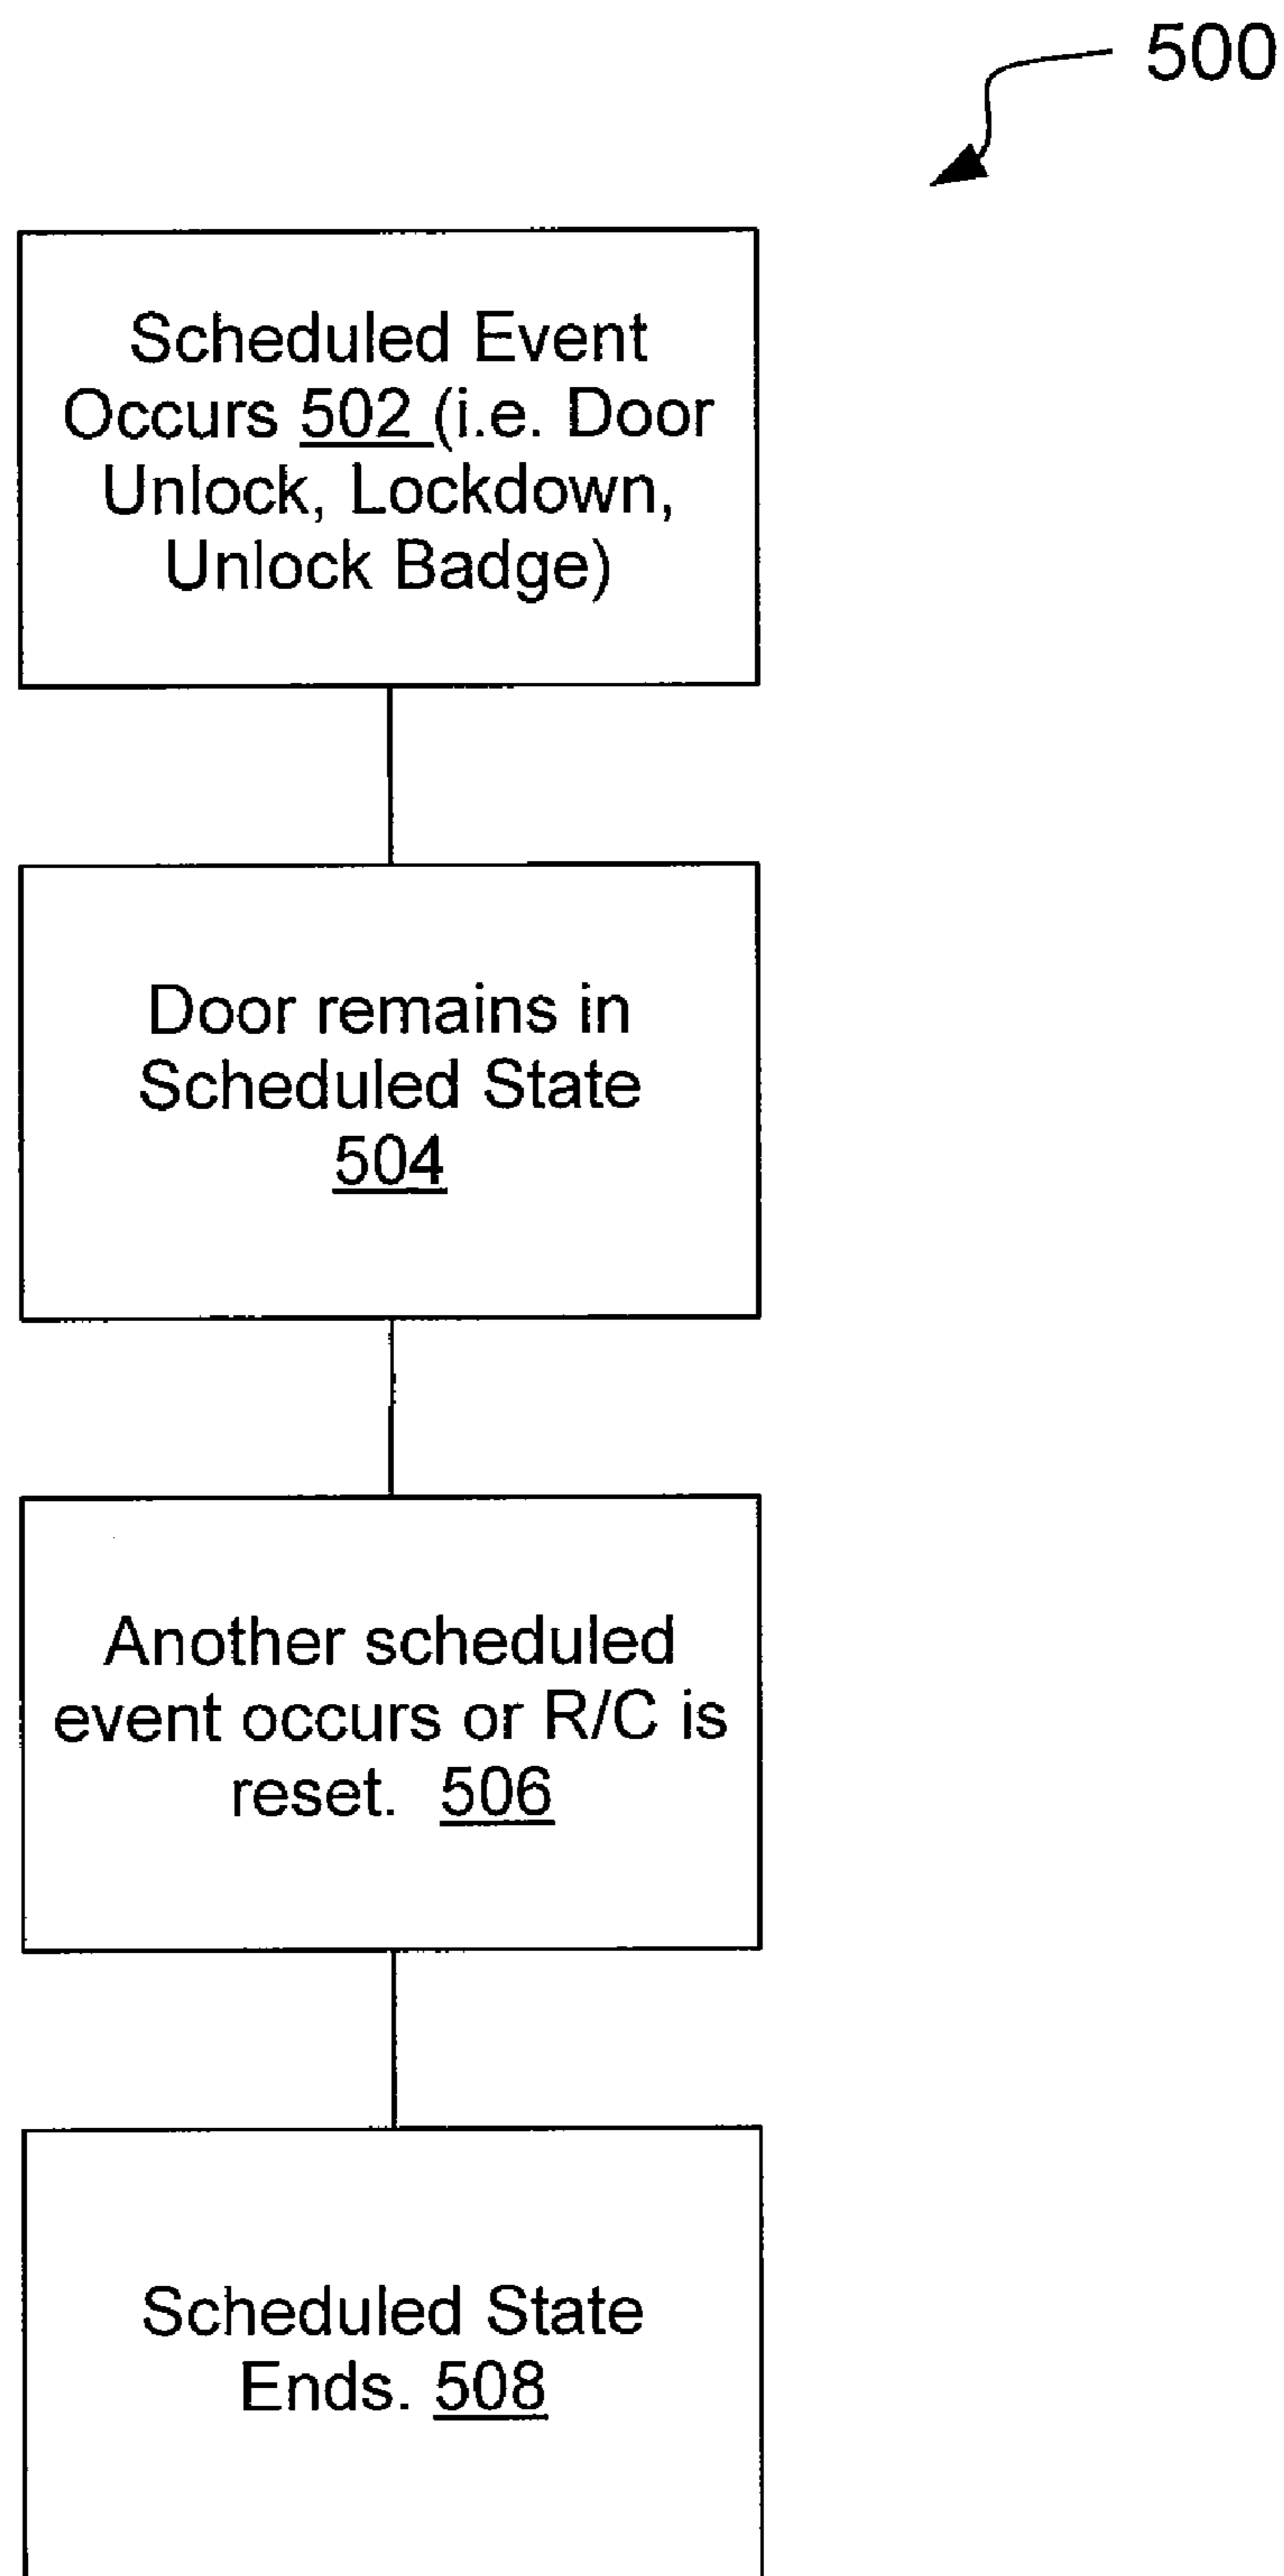 500
Scheduled Event
Occurs 502 (i.e. Door
Unlock, Lockdown,
Unlock Badge)
Door remains in
Scheduled State
504
Another scheduled
event occurs or R/C is
reset. 506
Scheduled State
Ends. 508